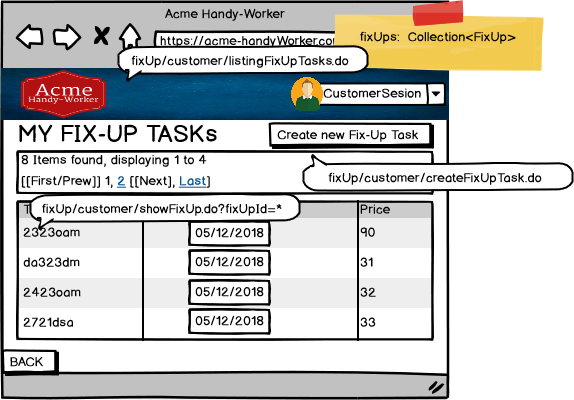 Acme Handy-Worker
https://acme-handyWorker.co
fixUps: Collection<FixUp>
fixUp/customer/listingFixUpTasks.do
Acme
Handy-Worker
CustomerSesion
MY FIX-UP TASKs
Create new Fix-Up Task
8 Items found, displaying 1 to 4
[[First/Prew]] 1, 2 [[Next], Last]
fixUp/customer/createFixUpTask.do
fixUp/customer/showFixUp.do?fixUpId=*
Price
2323oam 05/12/2018 90
da323dm 05/12/2018 31
2423oam 05/12/2018 32
2721dsa 05/12/2018 33
BACK